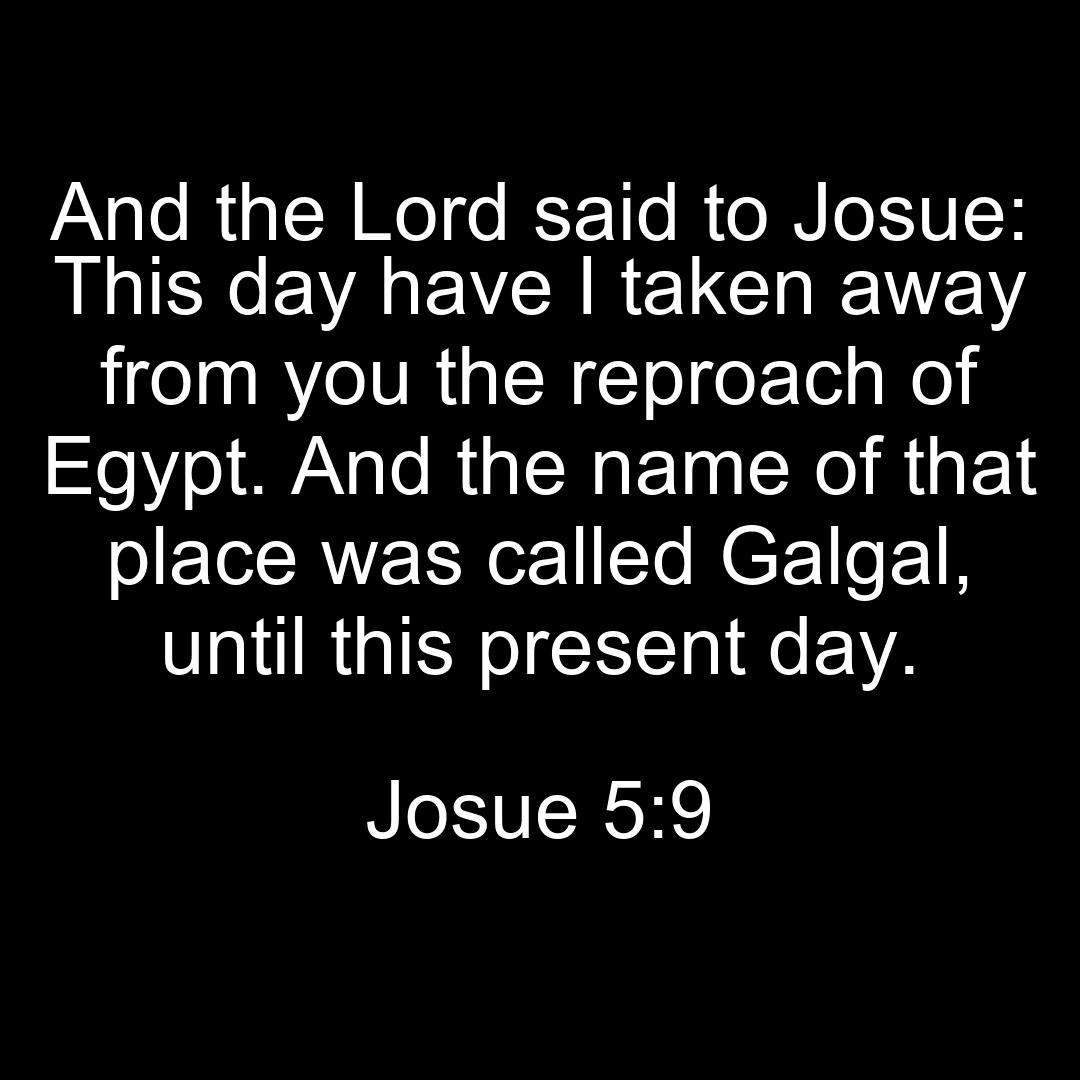 And the Lord said to Josue:
This day have I taken away
from you the reproach of
Egypt. And the name of that
place was called Galgal,
until this present day.
Josue 5:9